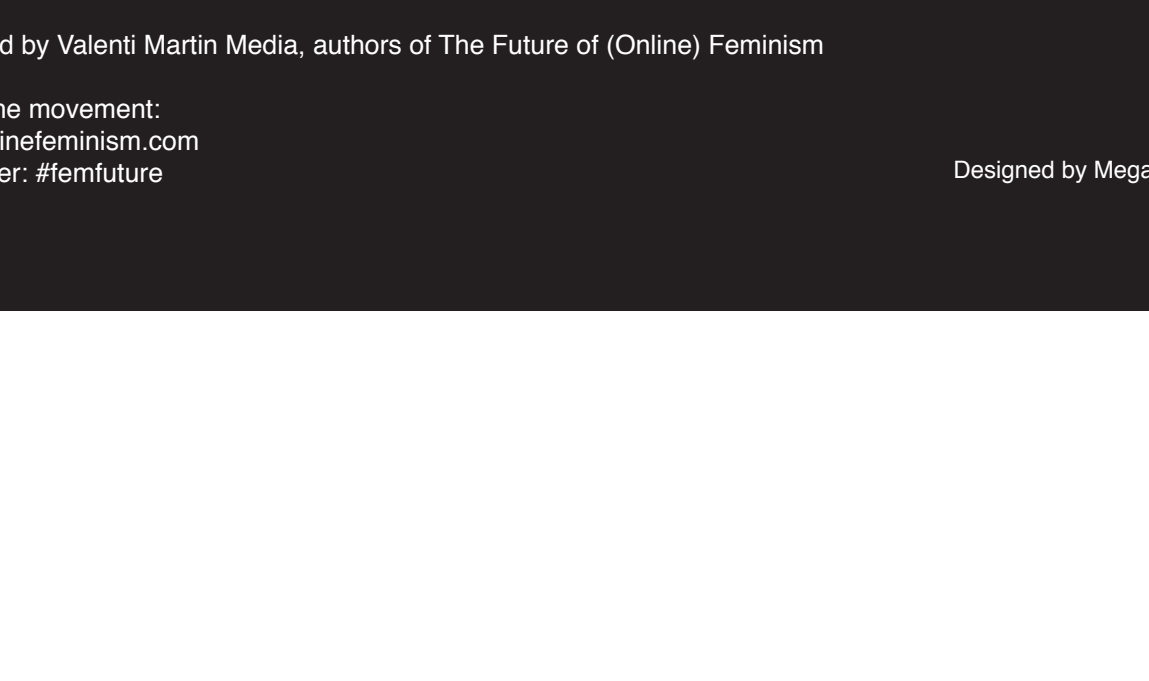 d by Valenti Martin Media, authors of The Future of (Online) Feminism
he movement:
inefeminism.com
er: #femfuture
Designed by Mega